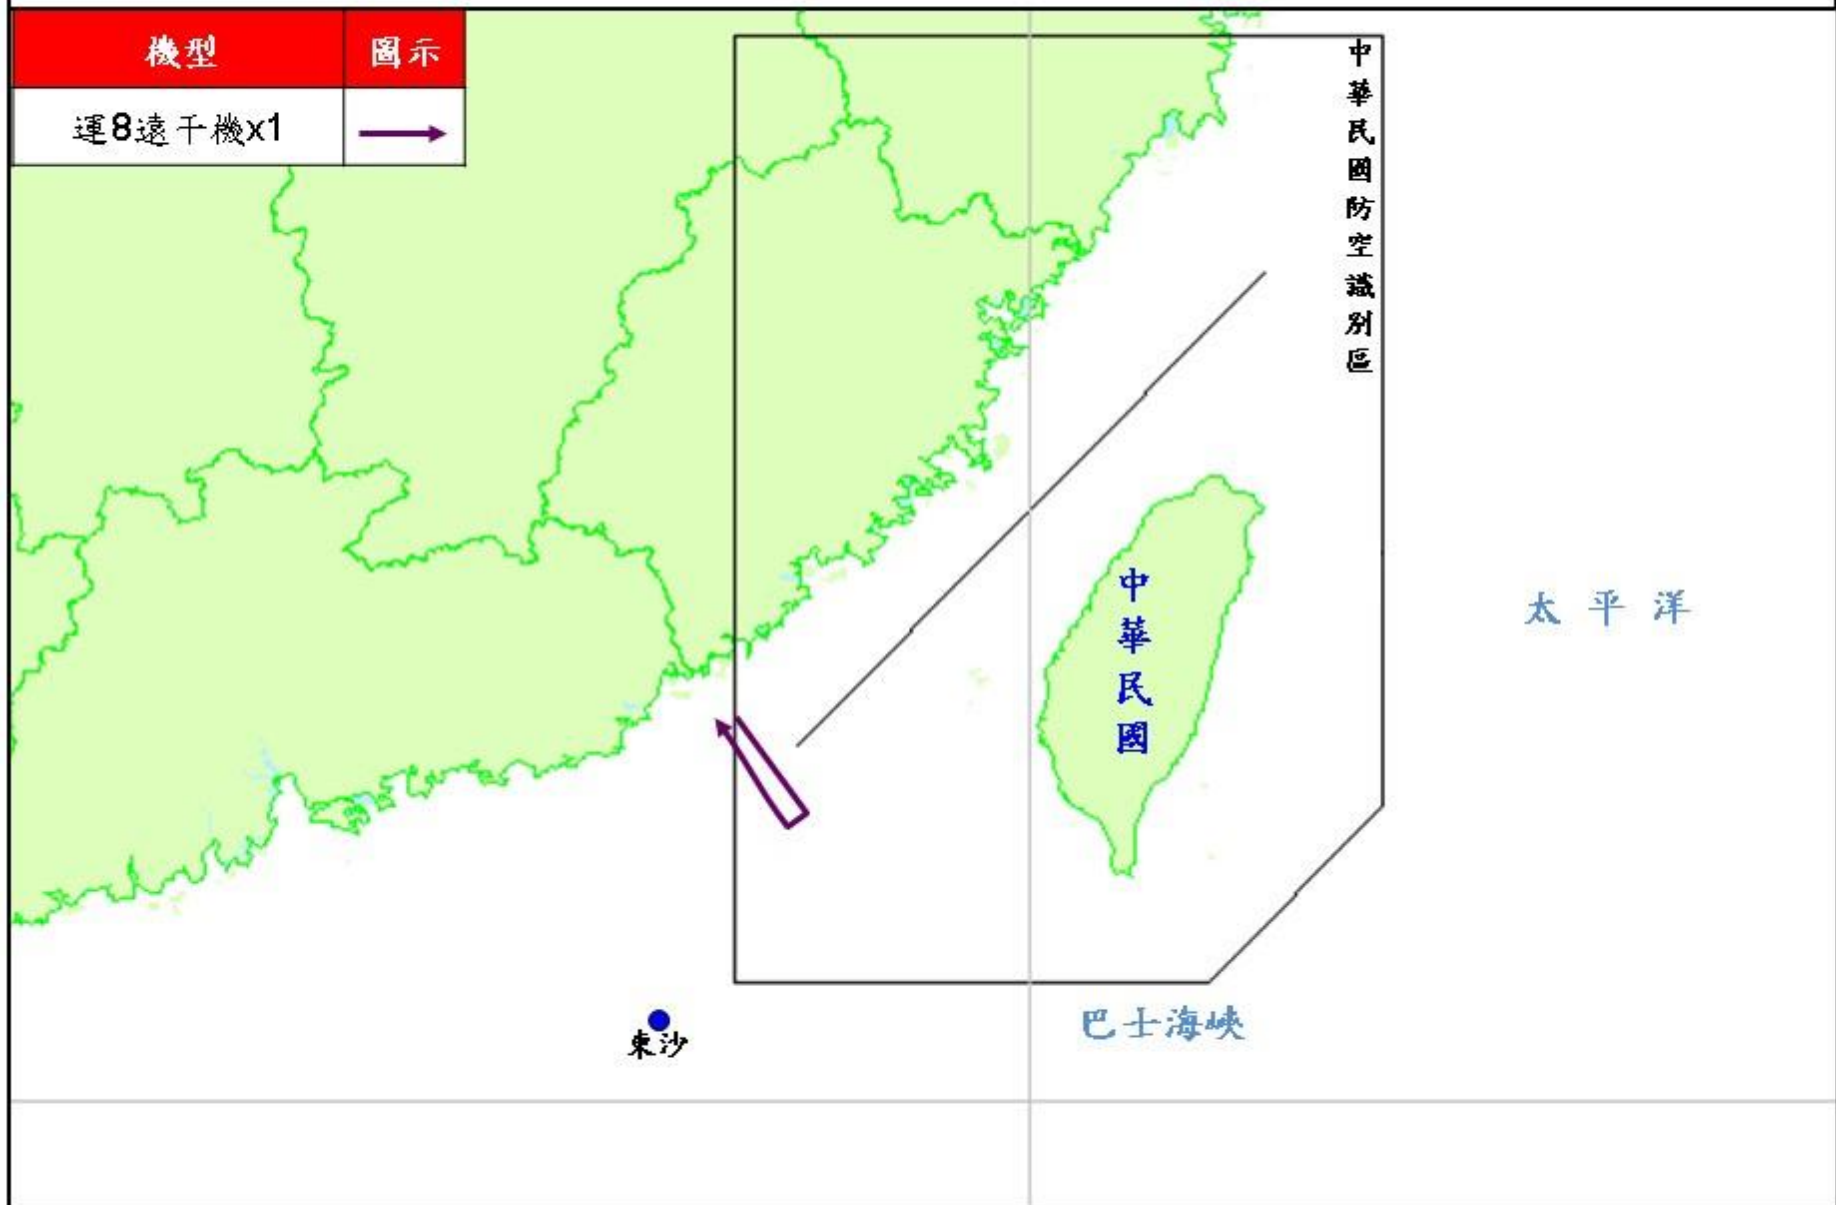 機型 圖示
運8遠干機x1
中華民國防空識別區
中華民國
太平洋
巴士海峽
東沙